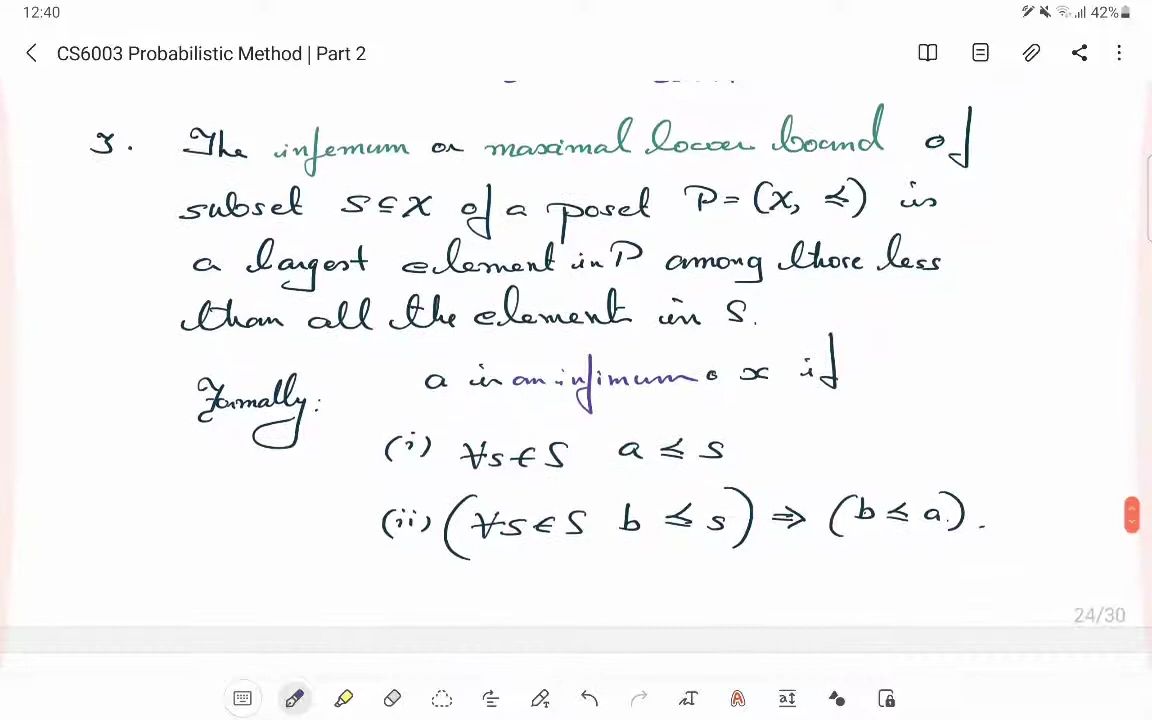 12:40
42%
CS6003 Probabilistic Method | Part 2
3. The infemum or maximal lower bound of
subset S ⊆ X of a poset P = (X, ≼) is
a largest element in P among those less
than all the element in S.
Formally: a is an infimum o x if
(i) ∀s ∈ S a ≼ s
(ii) (∀s ∈ S b ≼ s) ⇒ (b ≼ a).
24/30